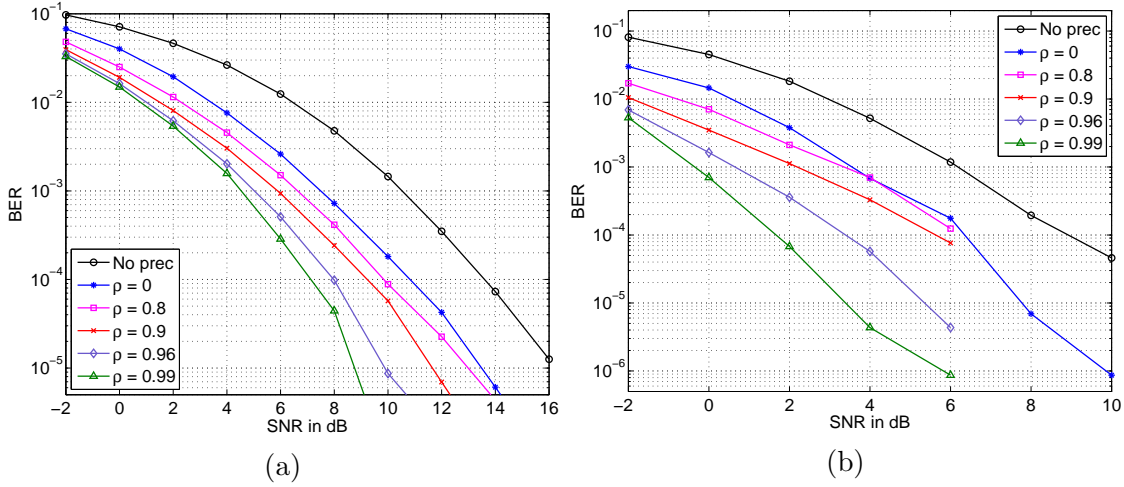 10⁻¹
10⁻²
10⁻³
10⁻⁴
10⁻⁵
BER
No prec
ρ = 0
ρ = 0.8
ρ = 0.9
ρ = 0.96
ρ = 0.99
−2 0 2 4 6 8 10 12 14 16
SNR in dB
(a)
10⁻¹
10⁻²
10⁻³
10⁻⁴
10⁻⁵
10⁻⁶
BER
No prec
ρ = 0
ρ = 0.8
ρ = 0.9
ρ = 0.96
ρ = 0.99
−2 0 2 4 6 8 10
SNR in dB
(b)